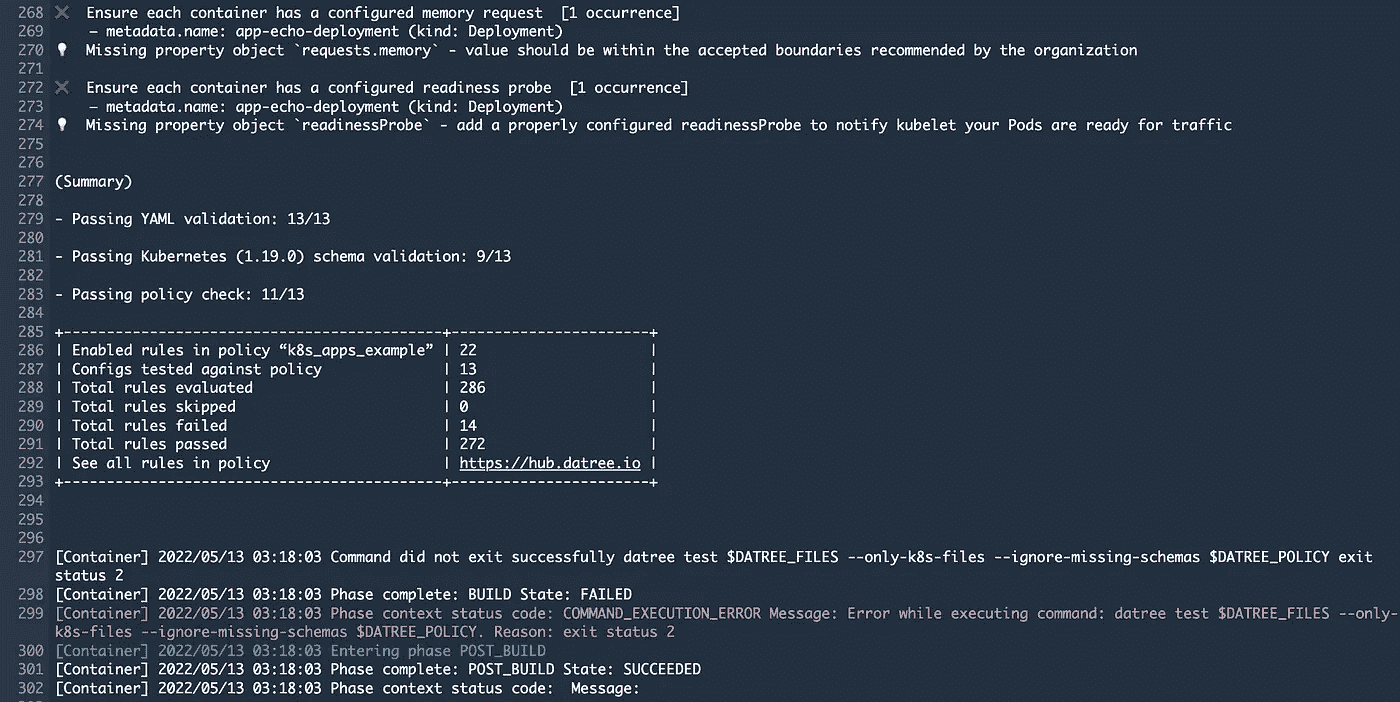 268 ❌ Ensure each container has a configured memory request [1 occurrence]
269 — metadata.name: app-echo-deployment (kind: Deployment)
270 💡 Missing property object `requests.memory` - value should be within the accepted boundaries recommended by the organization
271
272 ❌ Ensure each container has a configured readiness probe [1 occurrence]
273 — metadata.name: app-echo-deployment (kind: Deployment)
274 💡 Missing property object `readinessProbe` - add a properly configured readinessProbe to notify kubelet your Pods are ready for traffic
275
276
277 (Summary)
278
279 - Passing YAML validation: 13/13
280
281 - Passing Kubernetes (1.19.0) schema validation: 9/13
282
283 - Passing policy check: 11/13
284
285 +-------------------------------------------+-----------------------+
286 | Enabled rules in policy “k8s_apps_example” | 22 |
287 | Configs tested against policy | 13 |
288 | Total rules evaluated | 286 |
289 | Total rules skipped | 0 |
290 | Total rules failed | 14 |
291 | Total rules passed | 272 |
292 | See all rules in policy | https://hub.datree.io |
293 +-------------------------------------------+-----------------------+
294
295
296
297 [Container] 2022/05/13 03:18:03 Command did not exit successfully datree test $DATREE_FILES --only-k8s-files --ignore-missing-schemas $DATREE_POLICY exit
status 2
298 [Container] 2022/05/13 03:18:03 Phase complete: BUILD State: FAILED
299 [Container] 2022/05/13 03:18:03 Phase context status code: COMMAND_EXECUTION_ERROR Message: Error while executing command: datree test $DATREE_FILES --only-
k8s-files --ignore-missing-schemas $DATREE_POLICY. Reason: exit status 2
300 [Container] 2022/05/13 03:18:03 Entering phase POST_BUILD
301 [Container] 2022/05/13 03:18:03 Phase complete: POST_BUILD State: SUCCEEDED
302 [Container] 2022/05/13 03:18:03 Phase context status code:  Message: